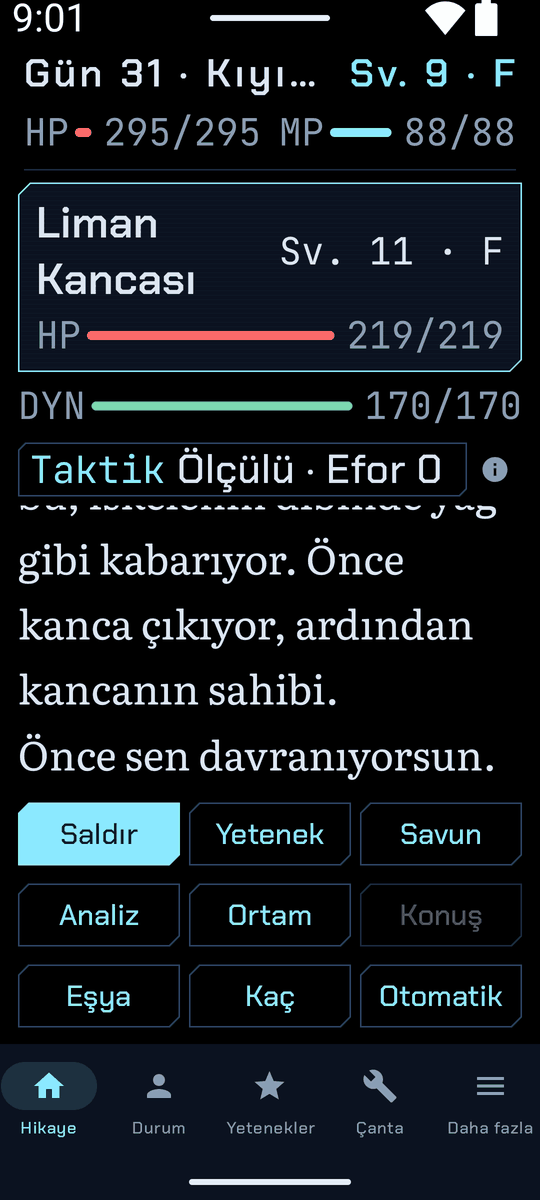 9:01
Gün 31 · Kıyı… Sv. 9 · F
HP 295/295 MP 88/88
Liman
Kancası
Sv. 11 · F
HP 219/219
DYN 170/170
Taktik Ölçülü · Efor 0
gibi kabarıyor. Önce
kanca çıkıyor, ardından
kancanın sahibi.
Önce sen davranıyorsun.
Saldır Yetenek Savun
Analiz Ortam Konuş
Eşya Kaç Otomatik
Hikaye Durum Yetenekler Çanta Daha fazla